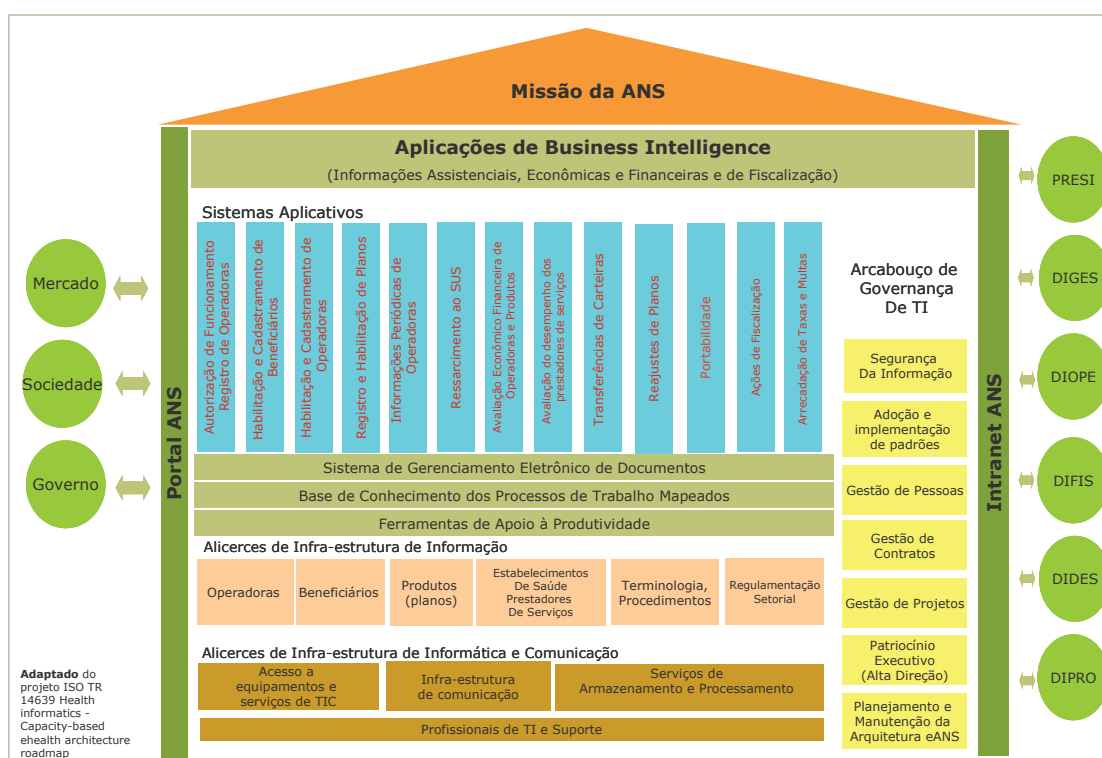 Missão da ANS
Aplicações de Business Intelligence
(Informações Assistenciais, Econômicas e Financeiras e de Fiscalização)
Mercado
Sociedade
Governo
Portal ANS
Sistemas Aplicativos
Autorização de Funcionamento
Registro de Operadoras
Habilitação e Cadastramento de
Beneficiários
Habilitação e Cadastramento de
Operadoras
Registro e Habilitação de Planos
Informações Periódicas de
Operadoras
Ressarcimento ao SUS
Avaliação Econômico Financeira de
Operadoras e Produtos
Avaliação do desempenho dos
prestadores de serviços
Transferências de Carteiras
Reajustes de Planos
Portabilidade
Ações de Fiscalização
Arrecadação de Taxas e Multas
Sistema de Gerenciamento Eletrônico de Documentos
Base de Conhecimento dos Processos de Trabalho Mapeados
Ferramentas de Apoio à Produtividade
Alicerces de Infra-estrutura de Informação
Operadoras
Beneficiários
Produtos
(planos)
Estabelecimentos
De Saúde
Prestadores
De Serviços
Terminologia,
Procedimentos
Regulamentação
Setorial
Alicerces de Infra-estrutura de Informática e Comunicação
Acesso a
equipamentos e
serviços de TIC
Infra-estrutura
de comunicação
Serviços de
Armazenamento e Processamento
Profissionais de TI e Suporte
Arcabouço de
Governança
De TI
Segurança
Da Informação
Adoção e
implementação
de padrões
Gestão de Pessoas
Gestão de
Contratos
Gestão de Projetos
Patriocínio
Executivo
(Alta Direção)
Planejamento e
Manutenção da
Arquitetura eANS
Intranet ANS
PRESI
DIGES
DIOPE
DIFIS
DIDES
DIPRO
Adaptado do
projeto ISO TR
14639 Health
informatics -
Capacity-based
ehealth architecture
roadmap